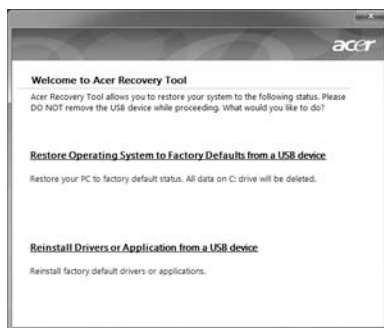 acer
Welcome to Acer Recovery Tool
Acer Recovery Tool allows you to restore your system to the following status. Please
DO NOT remove the USB device while proceeding. What would you like to do?
Restore Operating System to Factory Defaults from a USB device
Restore your PC to factory default status. All data on C: drive will be deleted.
Reinstall Drivers or Application from a USB device
Reinstall factory default drivers or applications.